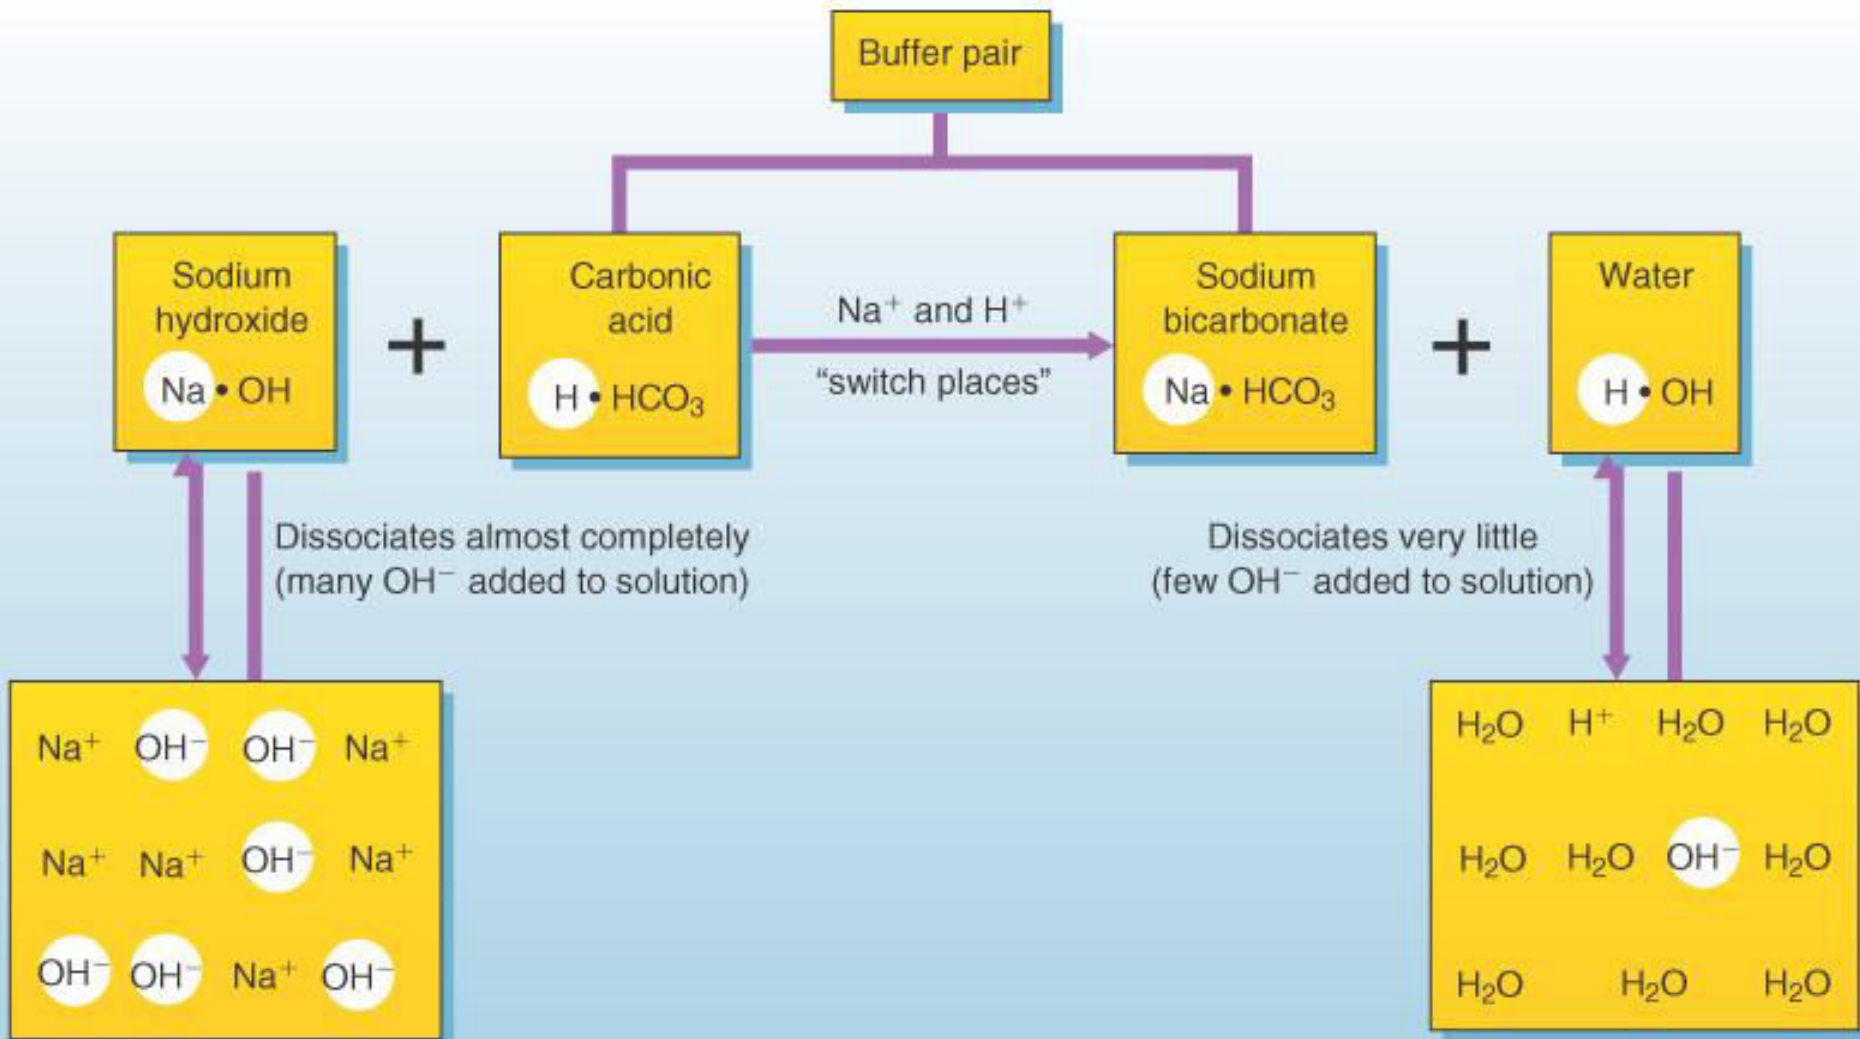 Buffer pair
Sodium
hydroxide
Na • OH
+
Carbonic
acid
H • HCO₃
Na⁺ and H⁺
“switch places”
Sodium
bicarbonate
Na • HCO₃
+
Water
H • OH
Dissociates almost completely
(many OH⁻ added to solution)
Dissociates very little
(few OH⁻ added to solution)
Na⁺ OH⁻ OH⁻ Na⁺
Na⁺ Na⁺ OH⁻ Na⁺
OH⁻ OH⁻ Na⁺ OH⁻
H₂O H⁺ H₂O H₂O
H₂O H₂O OH⁻ H₂O
H₂O H₂O H₂O